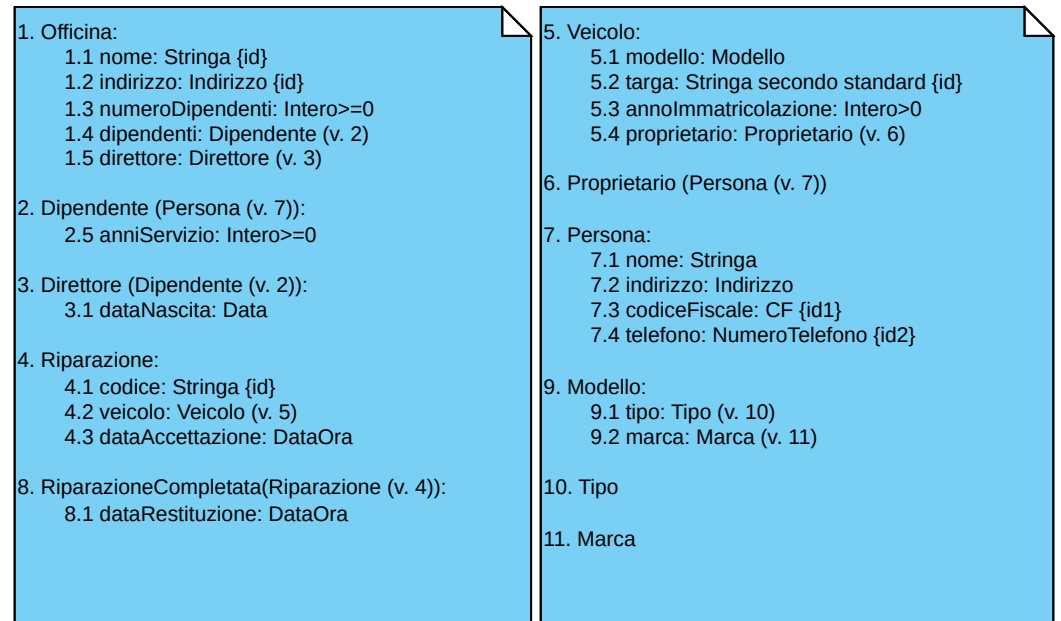 1. Officina:
1.1 nome: Stringa {id}
1.2 indirizzo: Indirizzo {id}
1.3 numeroDipendenti: Intero>=0
1.4 dipendenti: Dipendente (v. 2)
1.5 direttore: Direttore (v. 3)
2. Dipendente (Persona (v. 7)):
2.5 anniServizio: Intero>=0
3. Direttore (Dipendente (v. 2)):
3.1 dataNascita: Data
4. Riparazione:
4.1 codice: Stringa {id}
4.2 veicolo: Veicolo (v. 5)
4.3 dataAccettazione: DataOra
8. RiparazioneCompletata(Riparazione (v. 4)):
8.1 dataRestituzione: DataOra
5. Veicolo:
5.1 modello: Modello
5.2 targa: Stringa secondo standard {id}
5.3 annoImmatricolazione: Intero>0
5.4 proprietario: Proprietario (v. 6)
6. Proprietario (Persona (v. 7))
7. Persona:
7.1 nome: Stringa
7.2 indirizzo: Indirizzo
7.3 codiceFiscale: CF {id1}
7.4 telefono: NumeroTelefono {id2}
9. Modello:
9.1 tipo: Tipo (v. 10)
9.2 marca: Marca (v. 11)
10. Tipo
11. Marca